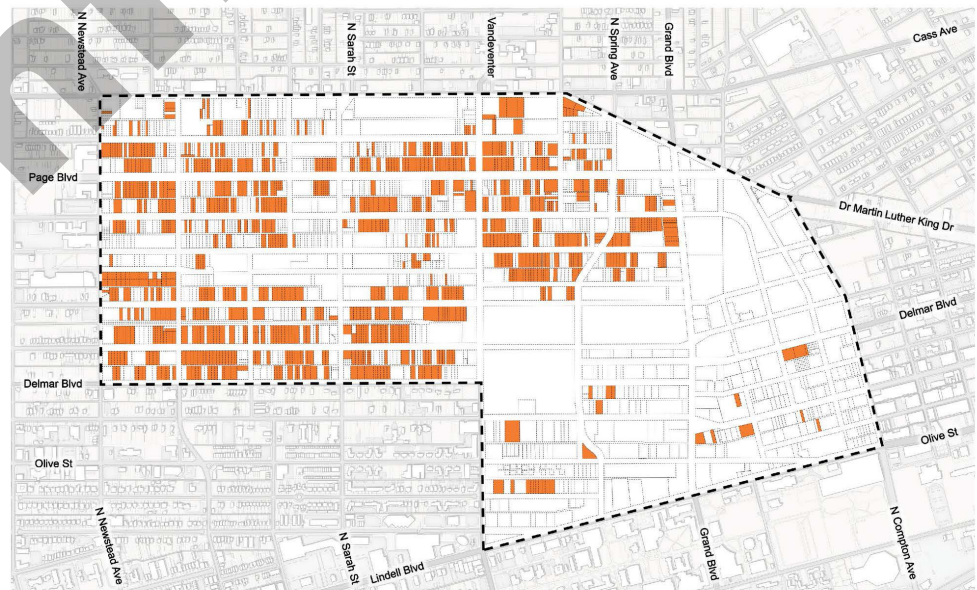 N Newstead Ave
N Sarah St
Vandeventer
N Spring Ave
Grand Blvd
Cass Ave
Page Blvd
Dr Martin Luther King Dr
Delmar Blvd
Delmar Blvd
Olive St
Olive St
N Newstead Ave
N Sarah St
Lindell Blvd
Grand Blvd
N Compton Ave